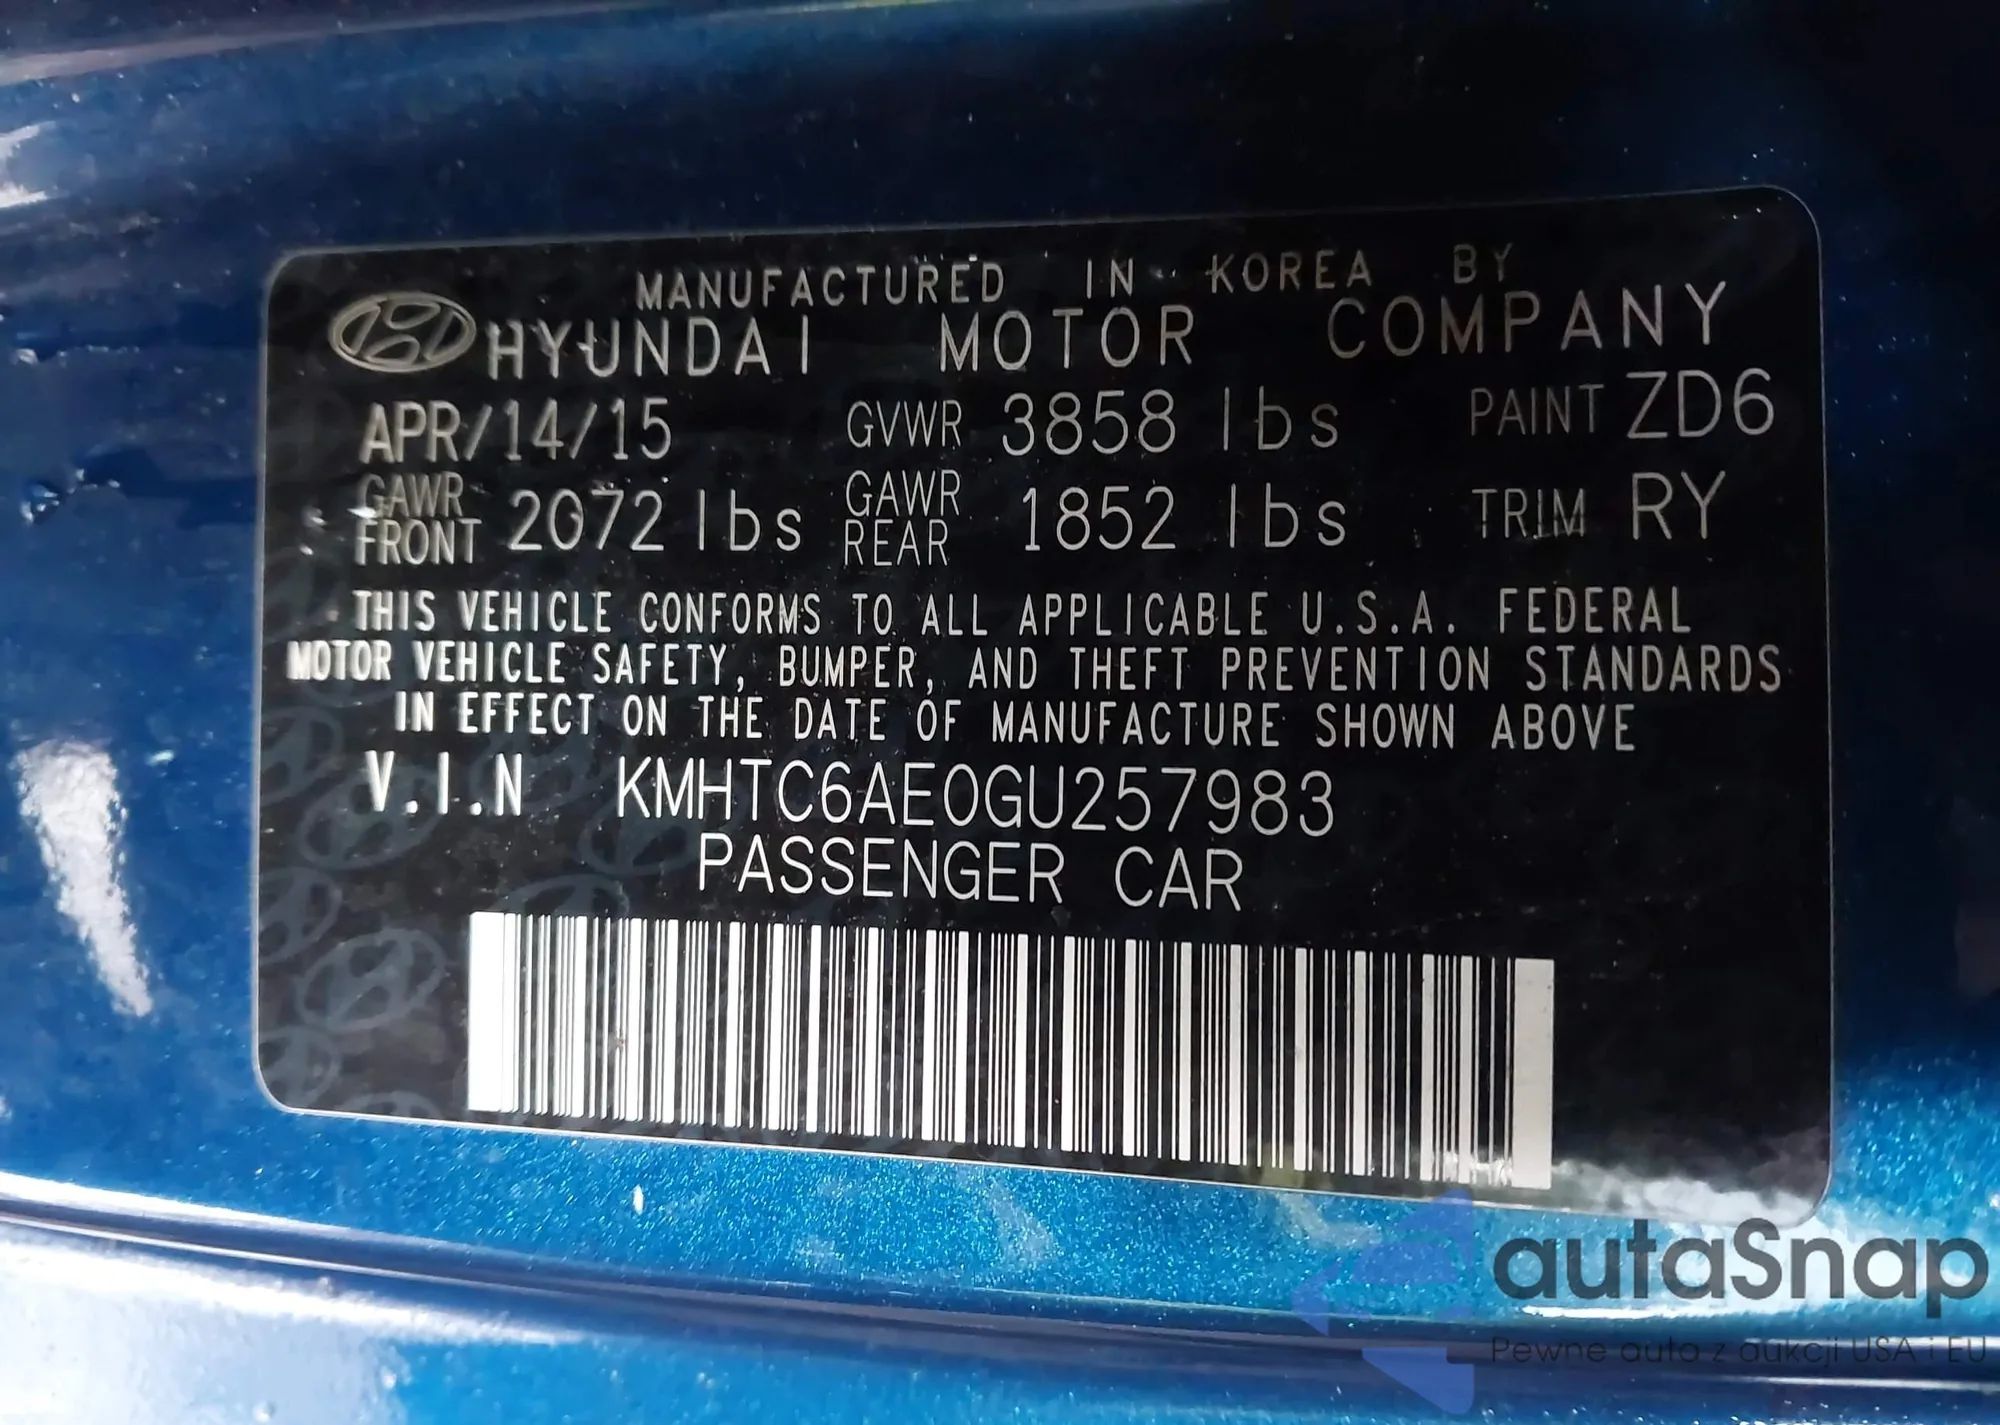 MANUFACTURED IN KOREA BY
HYUNDAI MOTOR COMPANY
APR/14/15 GVWR 3858 lbs PAINT ZD6
GAWR FRONT 2072 lbs GAWR REAR 1852 lbs TRIM RY
THIS VEHICLE CONFORMS TO ALL APPLICABLE U.S.A. FEDERAL
MOTOR VEHICLE SAFETY, BUMPER, AND THEFT PREVENTION STANDARDS
IN EFFECT ON THE DATE OF MANUFACTURE SHOWN ABOVE
V.I.N KMHTC6AE0GU257983
PASSENGER CAR
autaSnap
Pewne auta z aukcji USA i EU